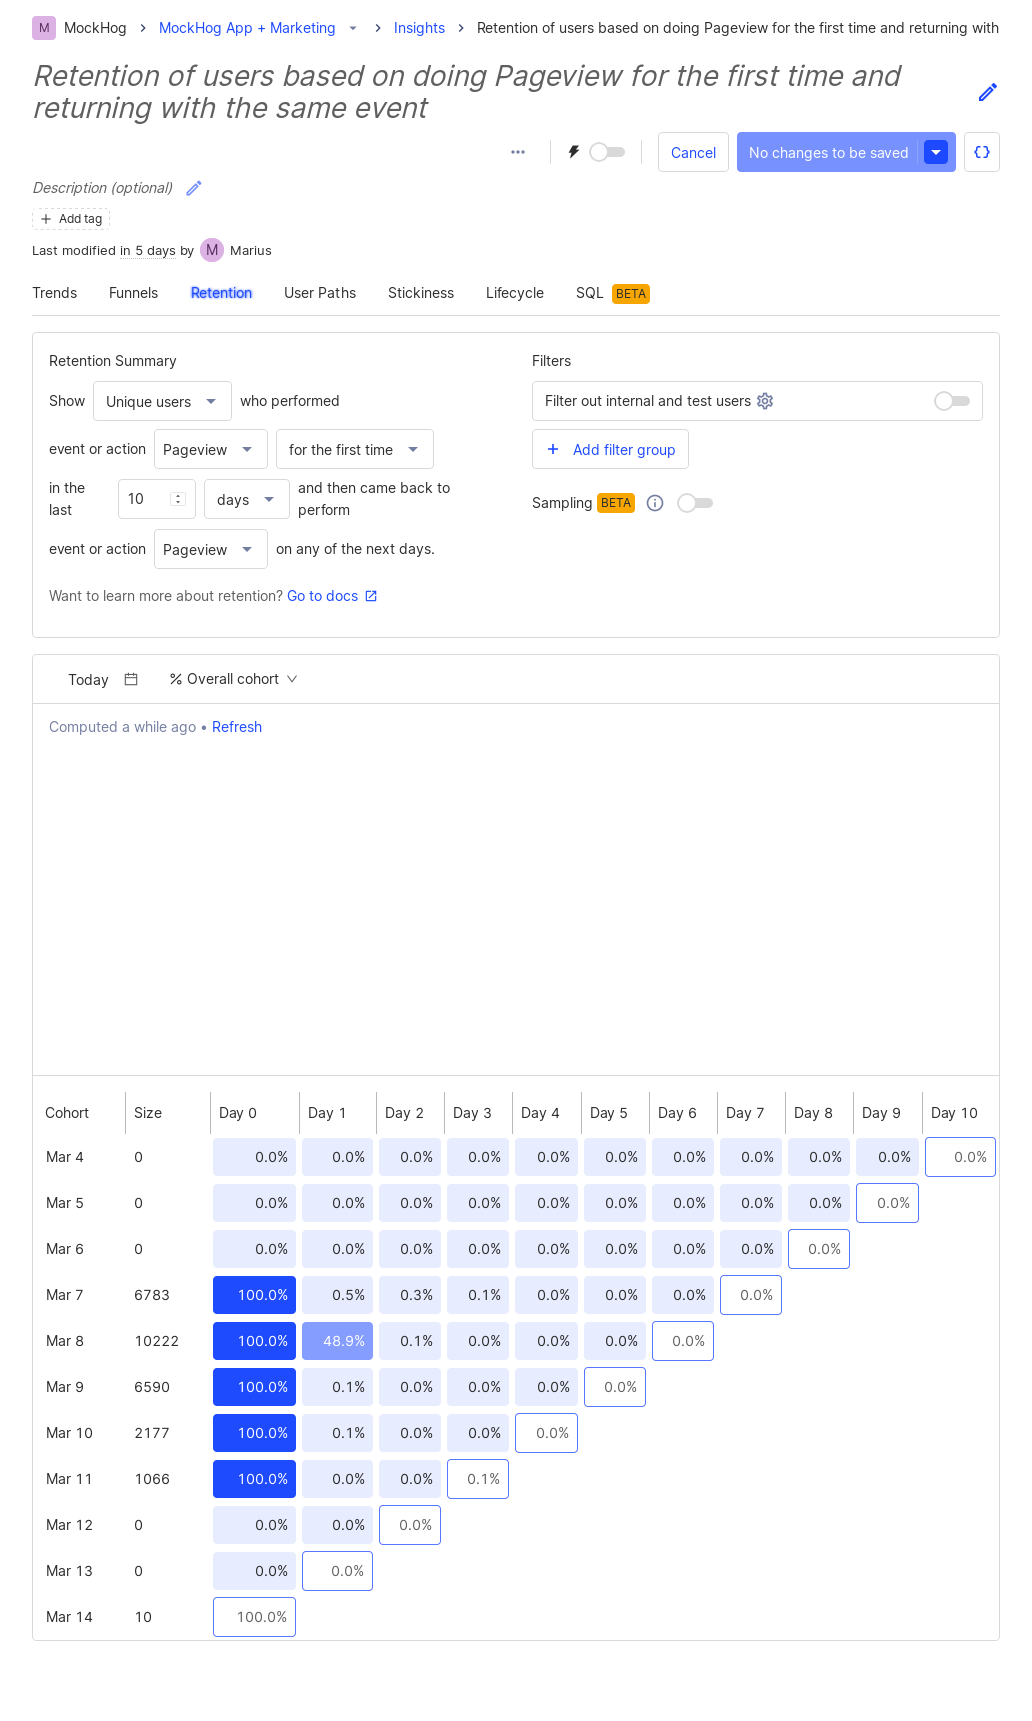 M MockHog > MockHog App + Marketing > Insights > Retention of users based on doing Pageview for the first time and returning with
Retention of users based on doing Pageview for the first time and
returning with the same event
Cancel No changes to be saved
Description (optional)
+ Add tag
Last modified in 5 days by M Marius
Trends Funnels Retention User Paths Stickiness Lifecycle SQL BETA
Retention Summary
Show Unique users who performed
event or action Pageview for the first time
in the last 10 days and then came back to perform
event or action Pageview on any of the next days.
Want to learn more about retention? Go to docs
Filters
Filter out internal and test users
+ Add filter group
Sampling BETA
Today % Overall cohort
Computed a while ago • Refresh
Cohort Size Day 0 Day 1 Day 2 Day 3 Day 4 Day 5 Day 6 Day 7 Day 8 Day 9 Day 10
Mar 4 0 0.0% 0.0% 0.0% 0.0% 0.0% 0.0% 0.0% 0.0% 0.0% 0.0% 0.0%
Mar 5 0 0.0% 0.0% 0.0% 0.0% 0.0% 0.0% 0.0% 0.0% 0.0% 0.0%
Mar 6 0 0.0% 0.0% 0.0% 0.0% 0.0% 0.0% 0.0% 0.0% 0.0%
Mar 7 6783 100.0% 0.5% 0.3% 0.1% 0.0% 0.0% 0.0% 0.0%
Mar 8 10222 100.0% 48.9% 0.1% 0.0% 0.0% 0.0% 0.0%
Mar 9 6590 100.0% 0.1% 0.0% 0.0% 0.0% 0.0%
Mar 10 2177 100.0% 0.1% 0.0% 0.0% 0.0%
Mar 11 1066 100.0% 0.0% 0.0% 0.1%
Mar 12 0 0.0% 0.0% 0.0%
Mar 13 0 0.0% 0.0%
Mar 14 10 100.0%